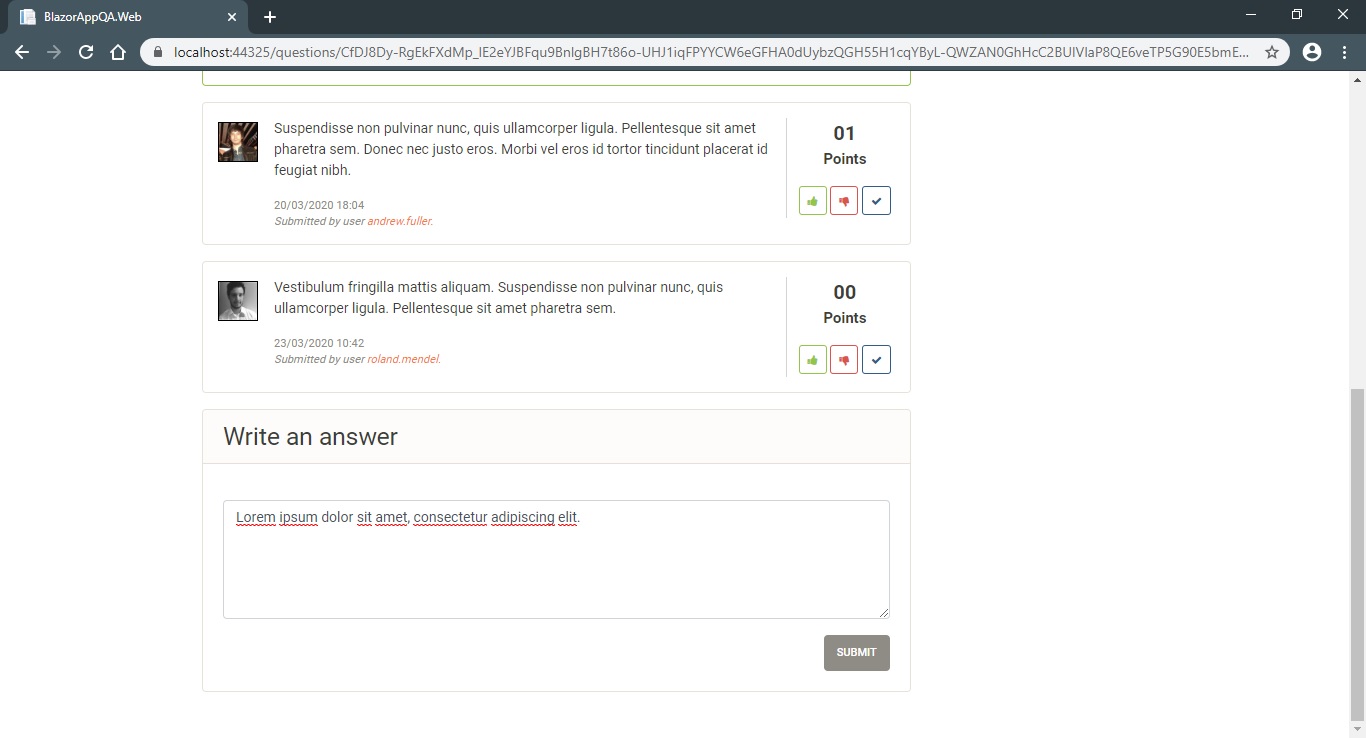 BlazorAppQA.Web
localhost:44325/questions/CfDJ8Dy-RgEkFXdMp_IE2eYJBFqu9BnlgBH7t86o-UHJ1iqFPYYCW6eGFHA0dUybzQGH55H1cqYByL-QWZAN0GhHcC2BUlVIaP8QE6veTP5G90E5bmE...
Suspendisse non pulvinar nunc, quis ullamcorper ligula. Pellentesque sit amet
pharetra sem. Donec nec justo eros. Morbi vel eros id tortor tincidunt placerat id
feugiat nibh.
20/03/2020 18:04
Submitted by user andrew.fuller.
01
Points
Vestibulum fringilla mattis aliquam. Suspendisse non pulvinar nunc, quis
ullamcorper ligula. Pellentesque sit amet pharetra sem.
23/03/2020 10:42
Submitted by user roland.mendel.
00
Points
Write an answer
Lorem ipsum dolor sit amet, consectetur adipiscing elit.
SUBMIT